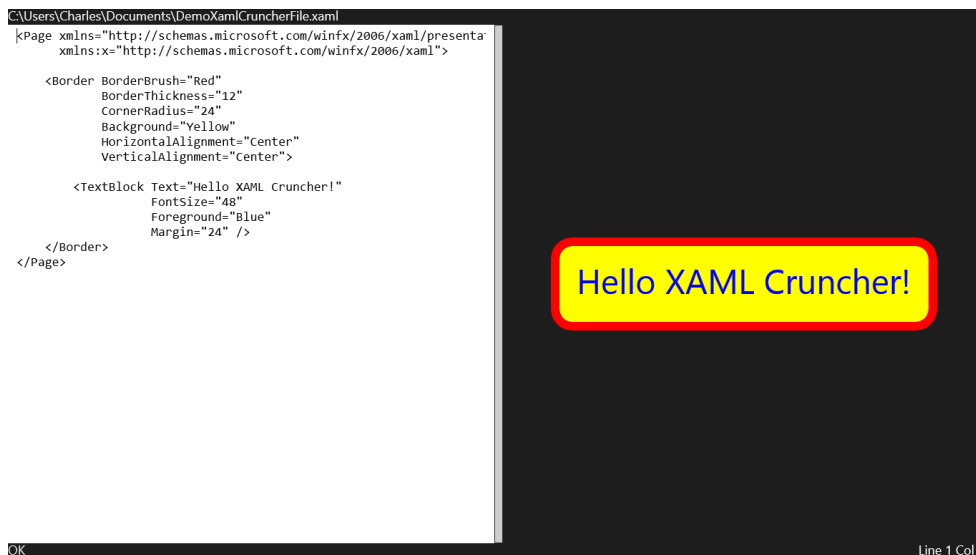 C:\Users\Charles\Documents\DemoXamlCruncherFile.xaml
<Page xmlns="http://schemas.microsoft.com/winfx/2006/xaml/presenta
      xmlns:x="http://schemas.microsoft.com/winfx/2006/xaml">
    <Border BorderBrush="Red"
            BorderThickness="12"
            CornerRadius="24"
            Background="Yellow"
            HorizontalAlignment="Center"
            VerticalAlignment="Center">
        <TextBlock Text="Hello XAML Cruncher!"
                   FontSize="48"
                   Foreground="Blue"
                   Margin="24" />
    </Border>
</Page>
Hello XAML Cruncher!
OK
Line 1 Col